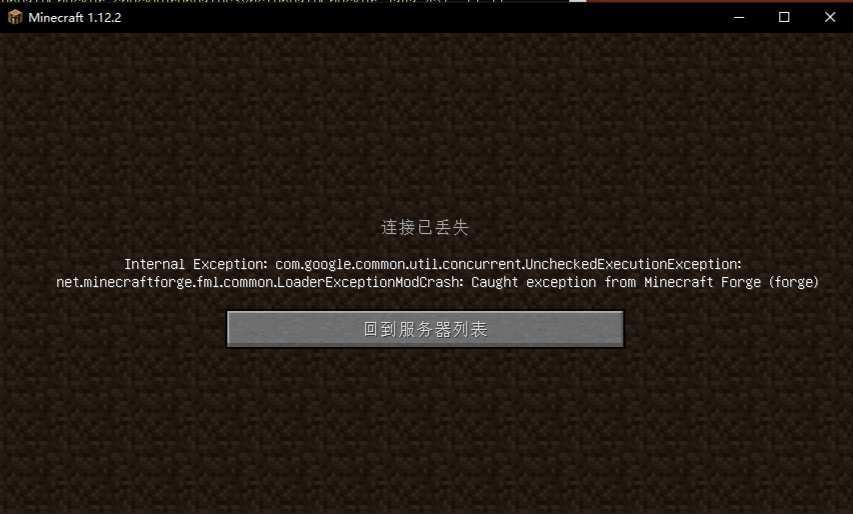 Minecraft 1.12.2
连接已丢失
Internal Exception: com.google.common.util.concurrent.UncheckedExecutionException:
net.minecraftforge.fml.common.LoaderExceptionModCrash: Caught exception from Minecraft Forge (forge)
回到服务器列表